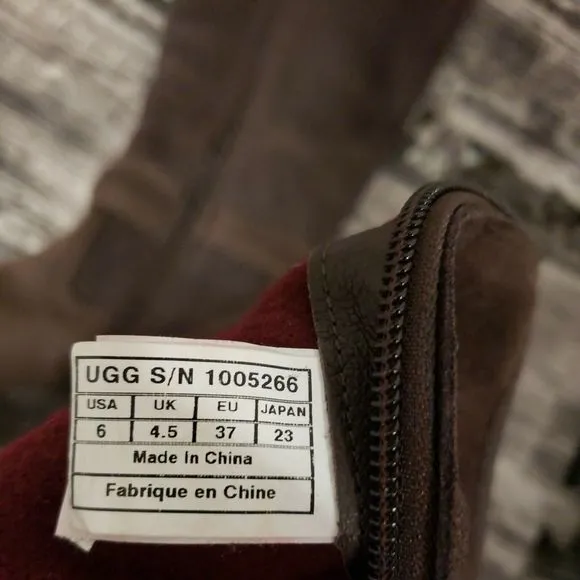 UGG S/N 1005266
USA UK EU JAPAN
6 4.5 37 23
Made In China
Fabrique en Chine